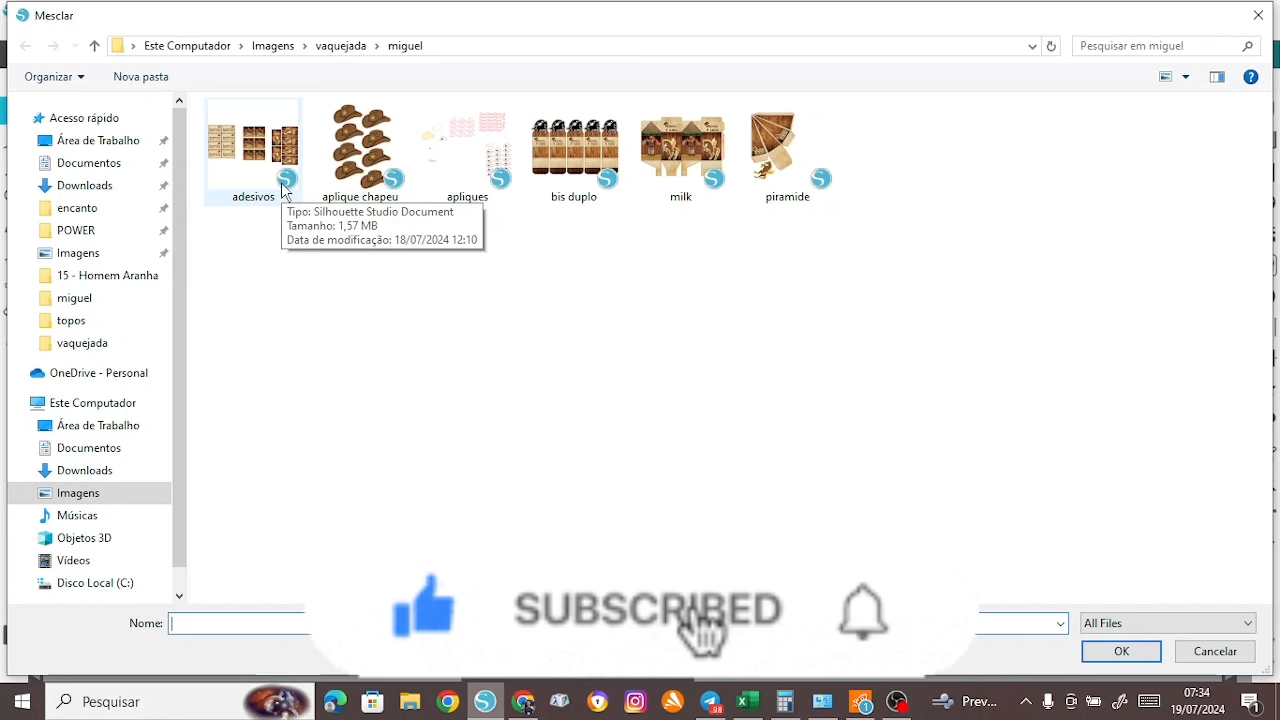 Mesclar
Este Computador > Imagens > vaquejada > miguel
Pesquisar em miguel
Organizar
Nova pasta
Acesso rápido
Área de Trabalho
Documentos
Downloads
encanto
POWER
Imagens
15 - Homem Aranha
miguel
topos
vaquejada
OneDrive - Personal
Este Computador
Área de Trabalho
Documentos
Downloads
Imagens
Músicas
Objetos 3D
Vídeos
Disco Local (C:)
adesivos
aplique chapeu
apliques
bis duplo
milk
piramide
Tipo: Silhouette Studio Document
Tamanho: 1,57 MB
Data de modificação: 18/07/2024 12:10
SUBSCRIBED
Nome:
All Files
OK
Cancelar
Pesquisar
Prev...
07:34
19/07/2024